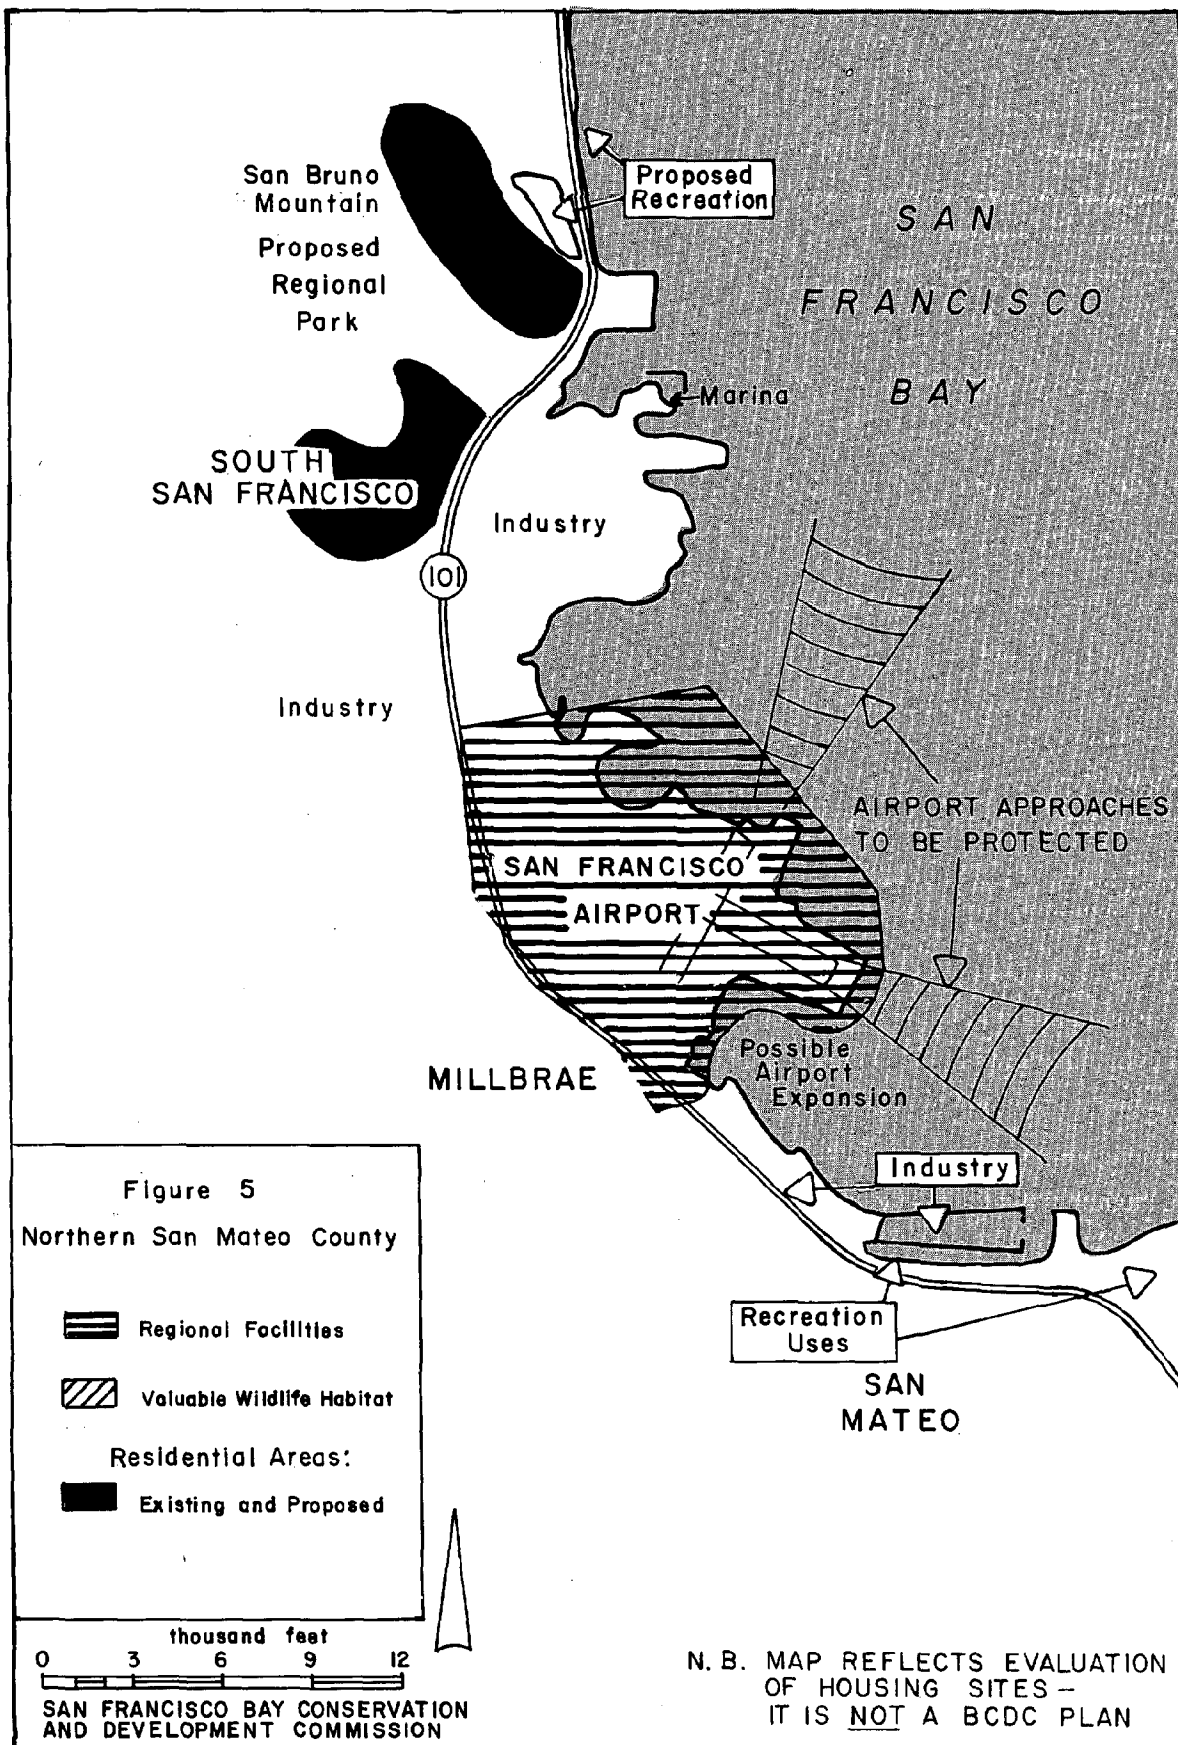 San Bruno
Mountain
Proposed
Regional
Park
Proposed
Recreation
SAN
FRANCISCO
BAY
Marina
SOUTH
SAN FRANCISCO
Industry
101
Industry
AIRPORT APPROACHES
TO BE PROTECTED
SAN FRANCISCO
AIRPORT
Possible
Airport
Expansion
MILLBRAE
Industry
Recreation
Uses
SAN
MATEO
Figure 5
Northern San Mateo County
Regional Facilities
Valuable Wildlife Habitat
Residential Areas:
Existing and Proposed
thousand feet
0 3 6 9 12
SAN FRANCISCO BAY CONSERVATION
AND DEVELOPMENT COMMISSION
N.B. MAP REFLECTS EVALUATION
OF HOUSING SITES –
IT IS NOT A BCDC PLAN